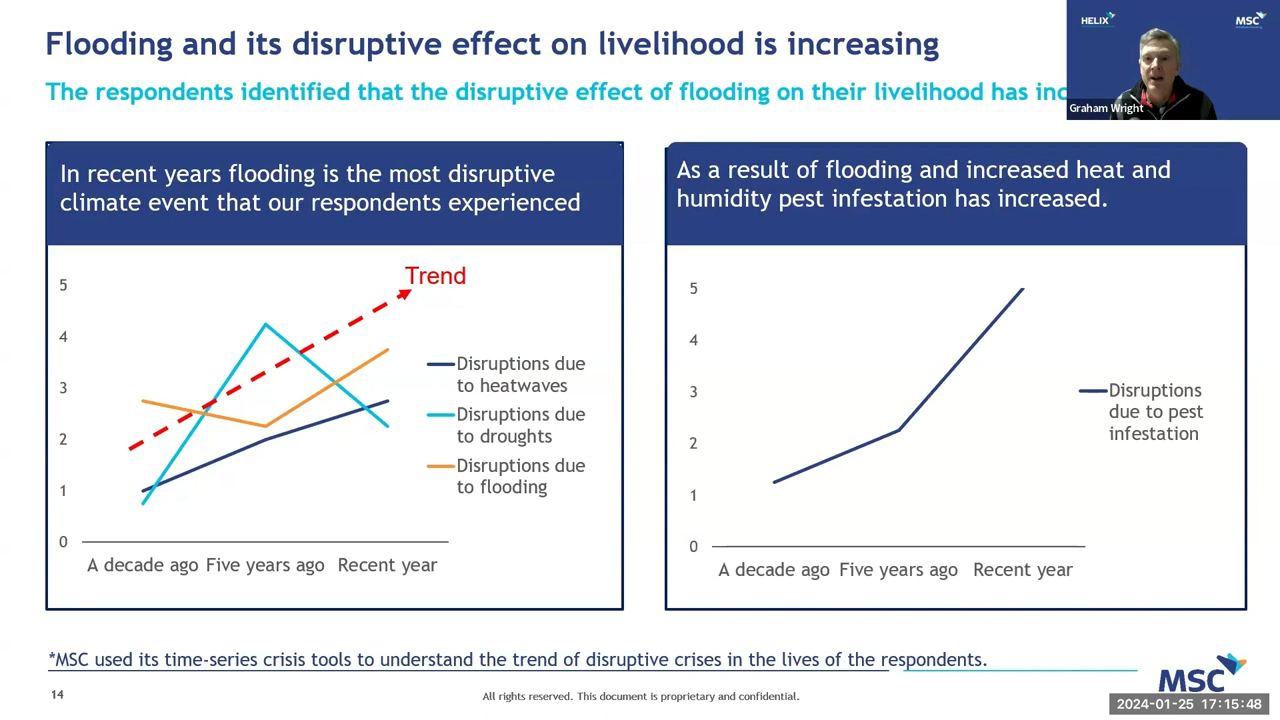 Flooding and its disruptive effect on livelihood is increasing
The respondents identified that the disruptive effect of flooding on their livelihood has inc
HELIX
MSC
Graham Wright
In recent years flooding is the most disruptive
climate event that our respondents experienced
Trend
5
4
3
2
1
0
A decade ago Five years ago Recent year
Disruptions due
to heatwaves
Disruptions due
to droughts
Disruptions due
to flooding
As a result of flooding and increased heat and
humidity pest infestation has increased.
5
4
3
2
1
0
A decade ago Five years ago Recent year
Disruptions
due to pest
infestation
*MSC used its time-series crisis tools to understand the trend of disruptive crises in the lives of the respondents.
14
All rights reserved. This document is proprietary and confidential.
MSC
2024-01-25 17:15:48